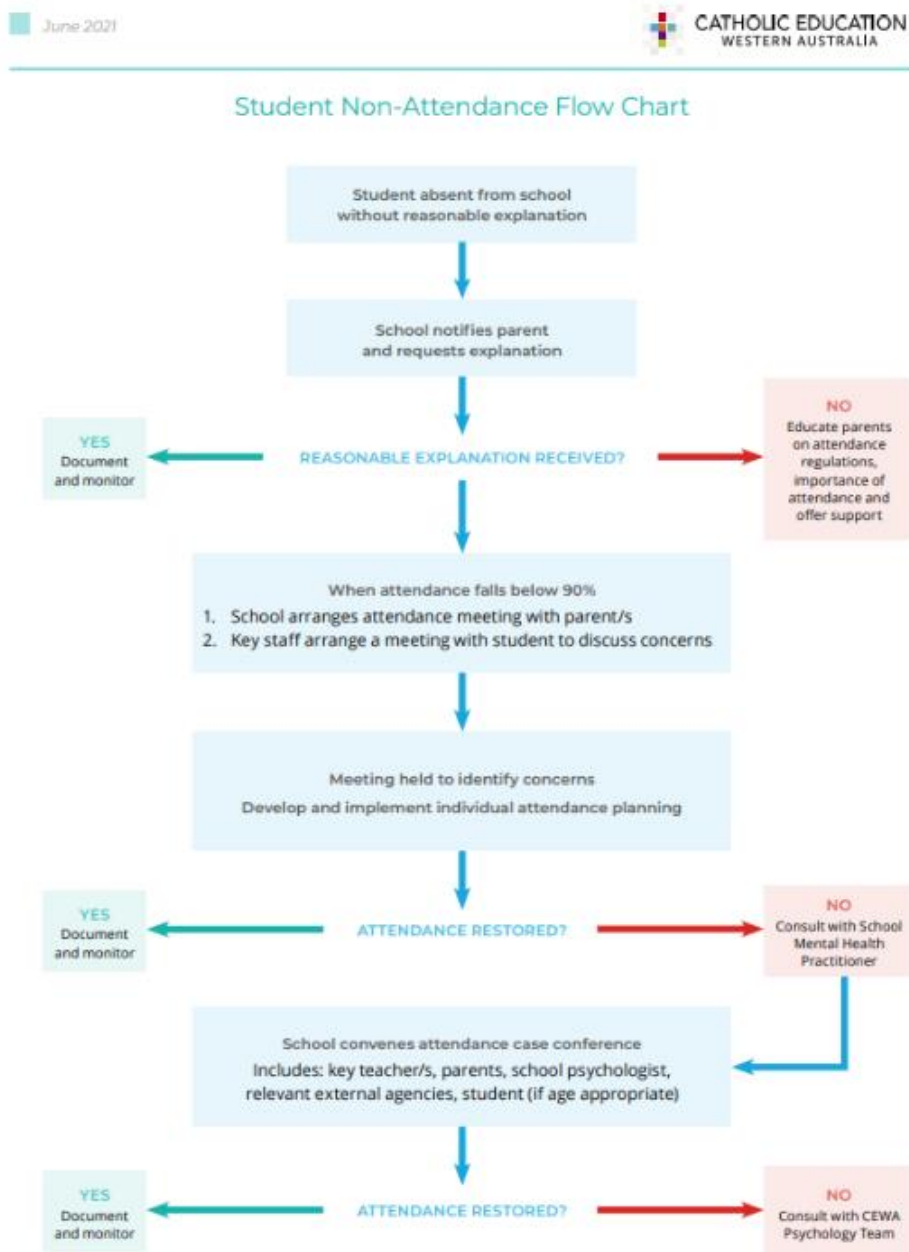 June 2021
CATHOLIC EDUCATION
WESTERN AUSTRALIA
Student Non-Attendance Flow Chart
Student absent from school
without reasonable explanation
School notifies parent
and requests explanation
YES
Document
and monitor
REASONABLE EXPLANATION RECEIVED?
NO
Educate parents
on attendance
regulations,
importance of
attendance and
offer support
When attendance falls below 90%
1. School arranges attendance meeting with parent/s
2. Key staff arrange a meeting with student to discuss concerns
Meeting held to identify concerns
Develop and implement individual attendance planning
YES
Document
and monitor
ATTENDANCE RESTORED?
NO
Consult with School
Mental Health
Practitioner
School convenes attendance case conference
Includes: key teacher/s, parents, school psychologist,
relevant external agencies, student (if age appropriate)
YES
Document
and monitor
ATTENDANCE RESTORED?
NO
Consult with CEWA
Psychology Team